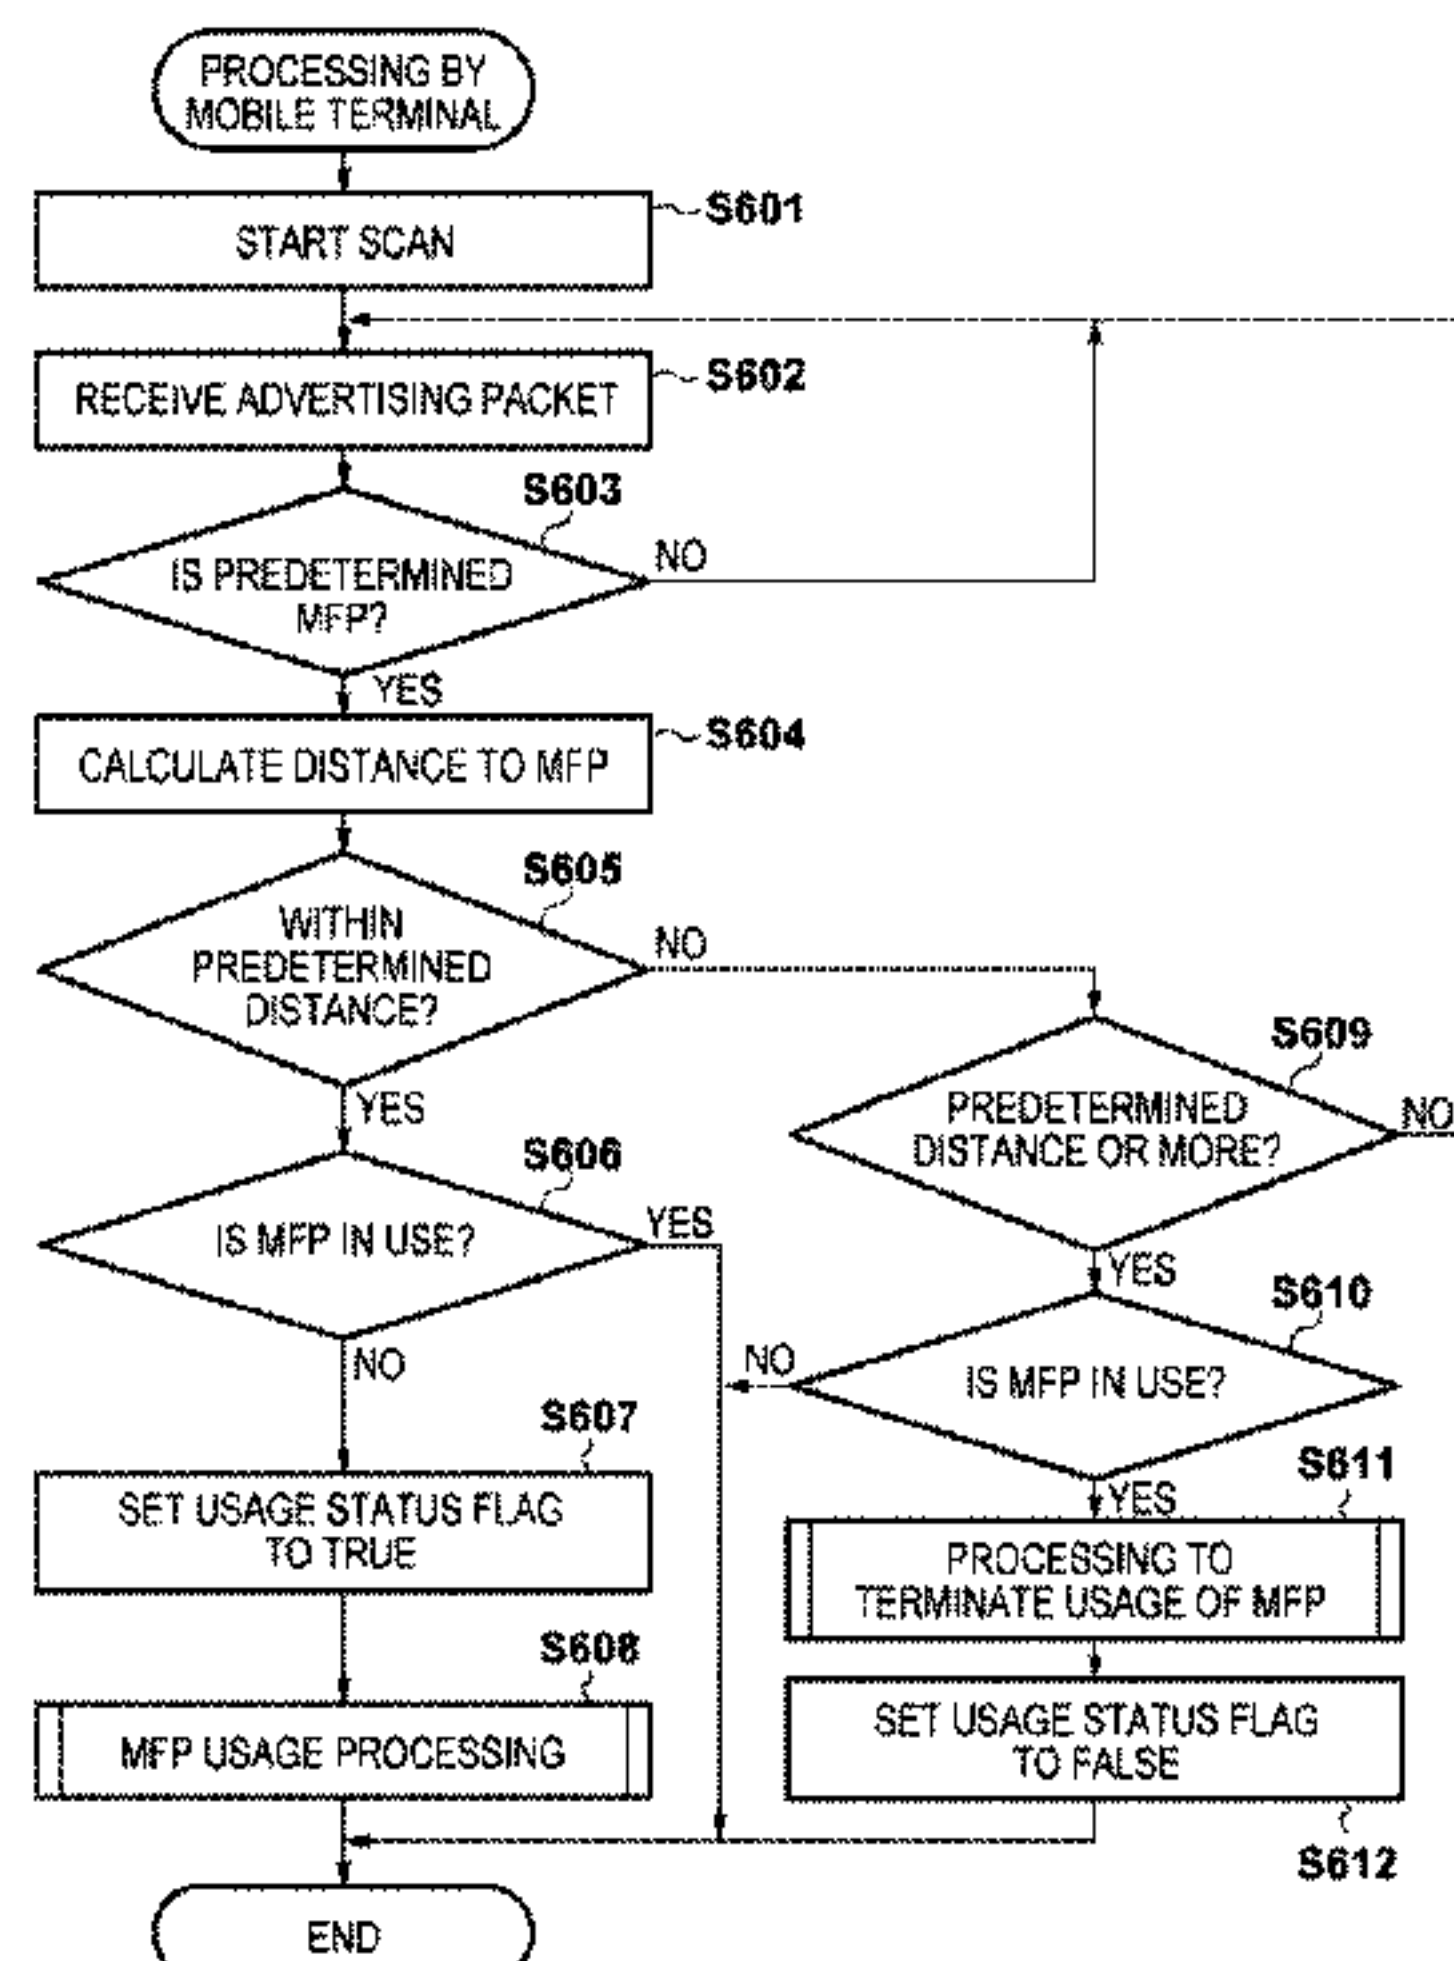 PROCESSING BY
MOBILE TERMINAL
S601
START SCAN
S602
RECEIVE ADVERTISING PACKET
S603
IS PREDETERMINED
MFP?
NO
YES
S604
CALCULATE DISTANCE TO MFP
S605
WITHIN
PREDETERMINED
DISTANCE?
NO
YES
S609
PREDETERMINED
DISTANCE OR MORE?
NO
YES
S606
IS MFP IN USE?
YES
NO
S610
IS MFP IN USE?
NO
YES
S607
SET USAGE STATUS FLAG
TO TRUE
S611
PROCESSING TO
TERMINATE USAGE OF MFP
S608
MFP USAGE PROCESSING
SET USAGE STATUS FLAG
TO FALSE
S612
END